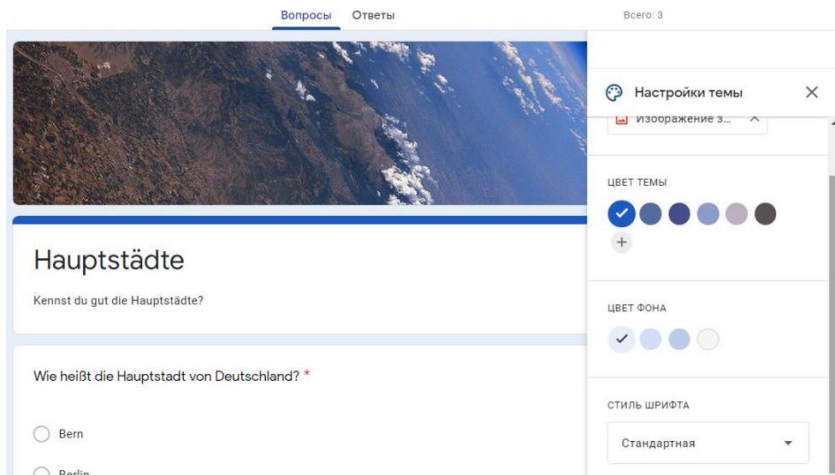 Вопросы Ответы
Всего: 3
Hauptstädte
Kennst du gut die Hauptstädte?
Wie heißt die Hauptstadt von Deutschland? *
Bern
Berlin
Настройки темы
Изображение з...
ЦВЕТ ТЕМЫ
ЦВЕТ ФОНА
СТИЛЬ ШРИФТА
Стандартная